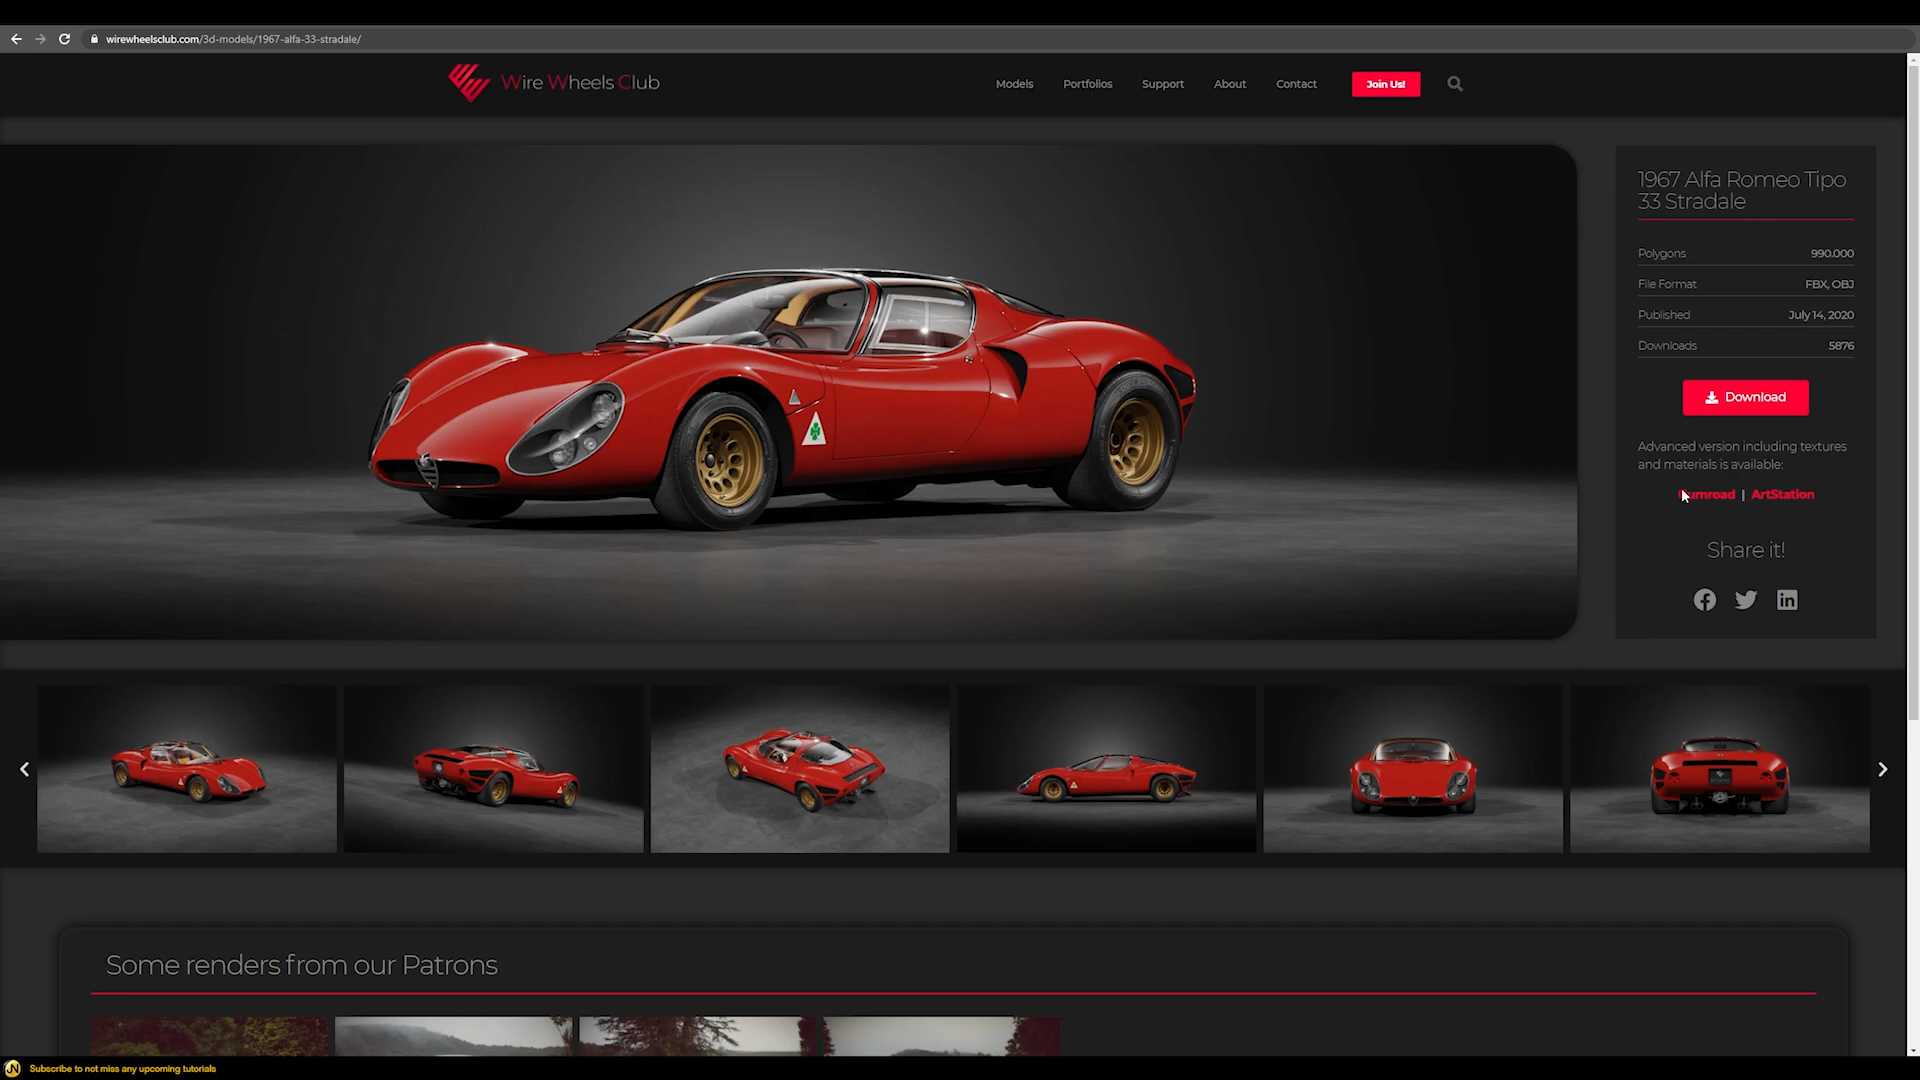 wirewheelsclub.com/3d-models/1967-alfa-33-stradale/
Wire Wheels Club
Models
Portfolios
Support
About
Contact
Join Us!
1967 Alfa Romeo Tipo
33 Stradale
Polygons 990.000
File Format FBX, OBJ
Published July 14, 2020
Downloads 5876
Download
Advanced version including textures
and materials is available:
| ArtStation
Share it!
Some renders from our Patrons
Subscribe to not miss any upcoming tutorials